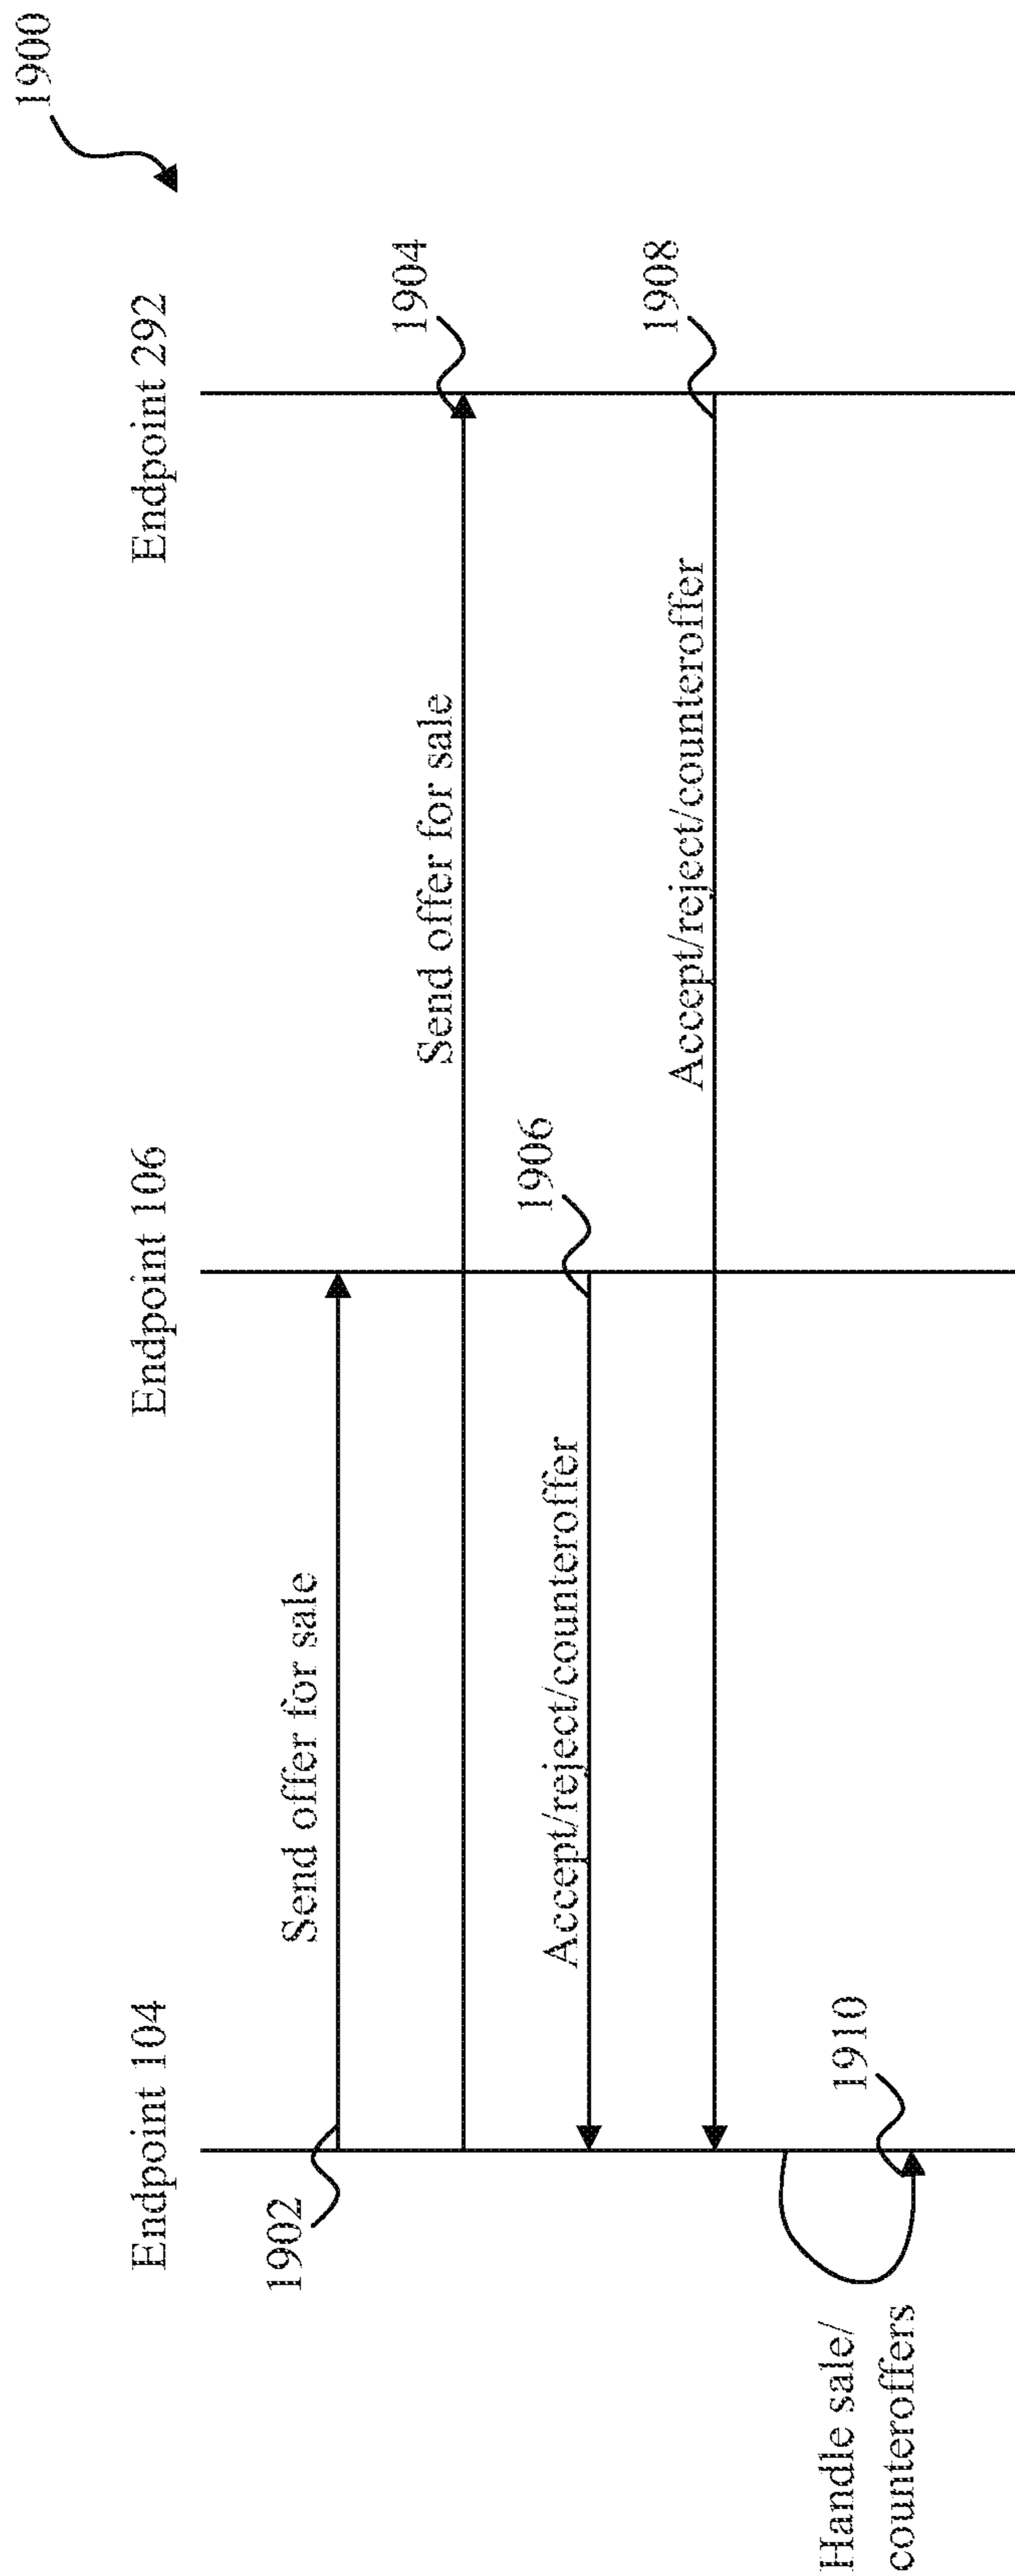 1900
Endpoint 104
Endpoint 106
Endpoint 292
1902
Send offer for sale
Send offer for sale
1904
Accept/reject/counteroffer
1906
Accept/reject/counteroffer
1908
Handle sale/
counteroffers
1910